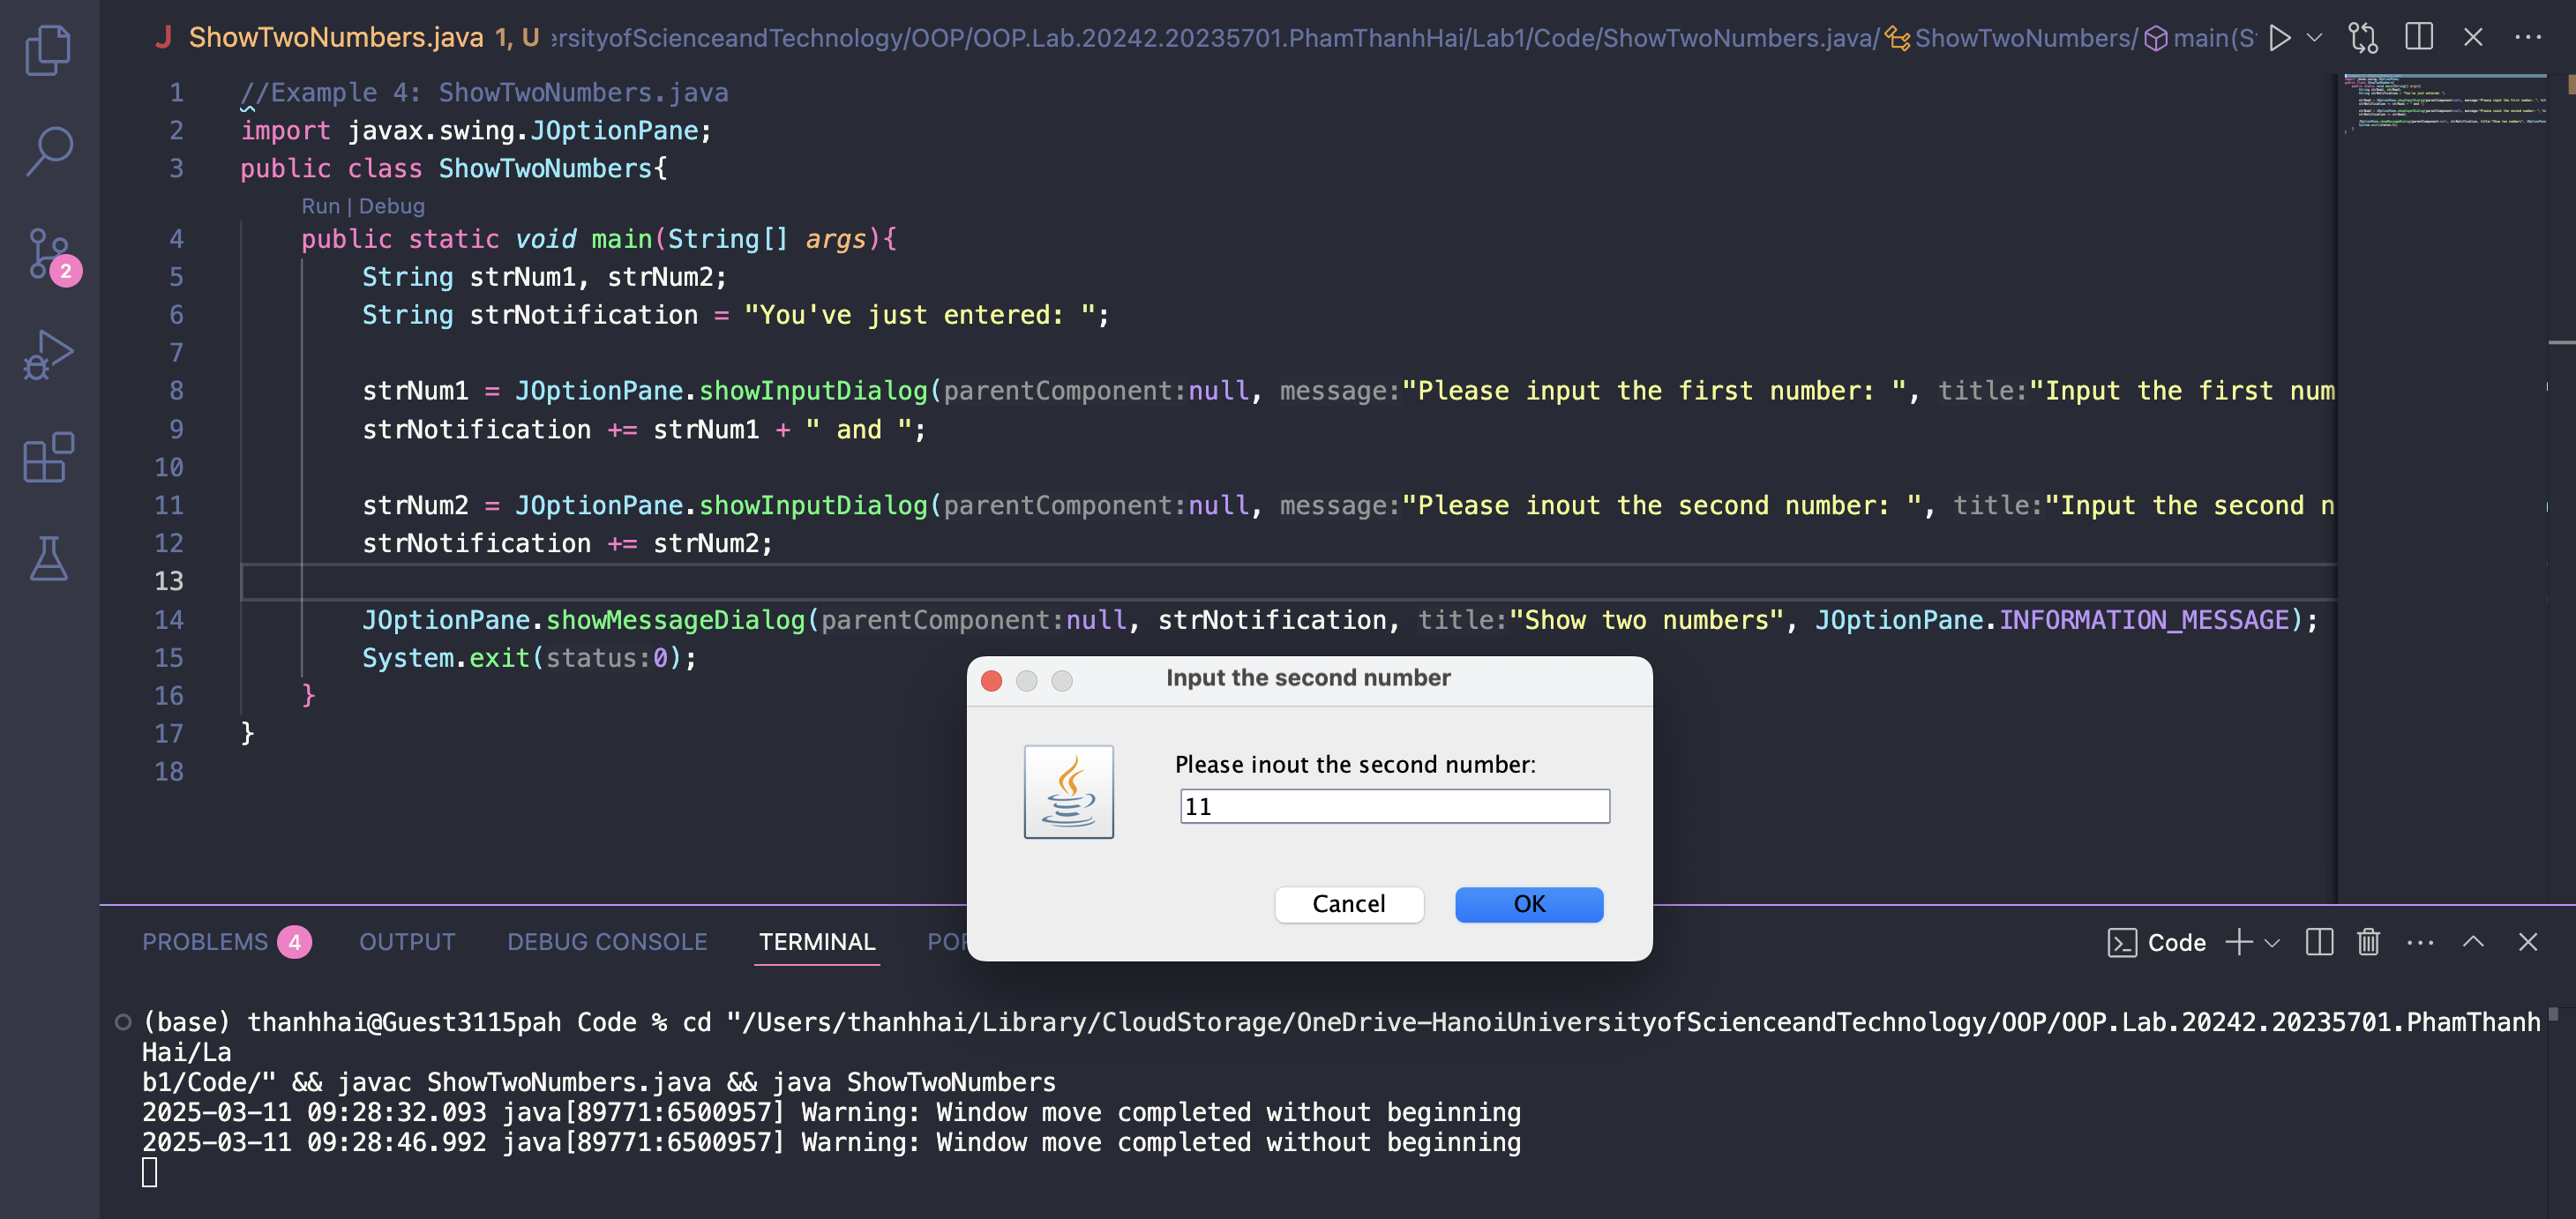 J ShowTwoNumbers.java 1, U ersityofScienceandTechnology/OOP/OOP.Lab.20242.20235701.PhamThanhHai/Lab1/Code/ShowTwoNumbers.java/ ShowTwoNumbers/ main(S
1 //Example 4: ShowTwoNumbers.java
2 import javax.swing.JOptionPane;
3 public class ShowTwoNumbers{
Run | Debug
4 public static void main(String[] args){
5 String strNum1, strNum2;
6 String strNotification = "You've just entered: ";
7
8 strNum1 = JOptionPane.showInputDialog(parentComponent:null, message:"Please input the first number: ", title:"Input the first num
9 strNotification += strNum1 + " and ";
10
11 strNum2 = JOptionPane.showInputDialog(parentComponent:null, message:"Please inout the second number: ", title:"Input the second n
12 strNotification += strNum2;
13
14 JOptionPane.showMessageDialog(parentComponent:null, strNotification, title:"Show two numbers", JOptionPane.INFORMATION_MESSAGE);
15 System.exit(status:0);
16 }
17 }
18
2
Input the second number
Please inout the second number:
11
Cancel OK
PROBLEMS 4 OUTPUT DEBUG CONSOLE TERMINAL POR
Code
(base) thanhhai@Guest3115pah Code % cd "/Users/thanhhai/Library/CloudStorage/OneDrive-HanoiUniversityofScienceandTechnology/OOP/OOP.Lab.20242.20235701.PhamThanh
Hai/La
b1/Code/" && javac ShowTwoNumbers.java && java ShowTwoNumbers
2025-03-11 09:28:32.093 java[89771:6500957] Warning: Window move completed without beginning
2025-03-11 09:28:46.992 java[89771:6500957] Warning: Window move completed without beginning